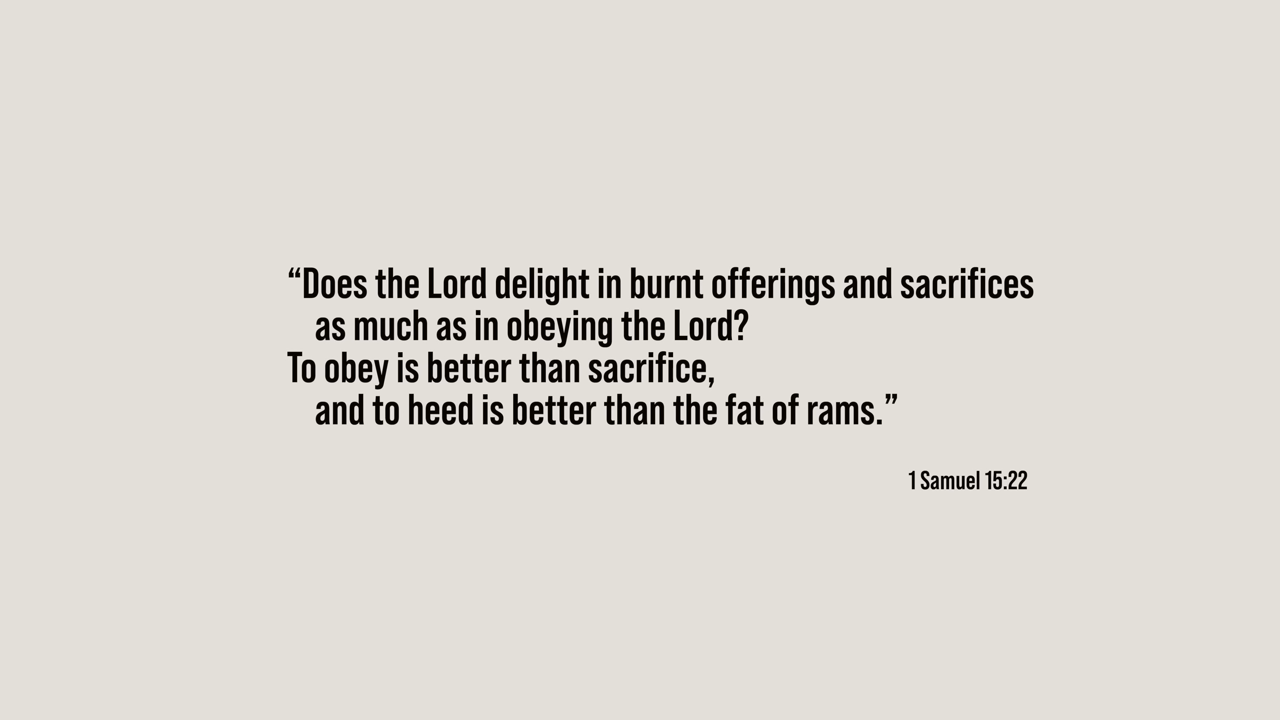 “Does the Lord delight in burnt offerings and sacrifices
as much as in obeying the Lord?
To obey is better than sacrifice,
and to heed is better than the fat of rams.”
1 Samuel 15:22